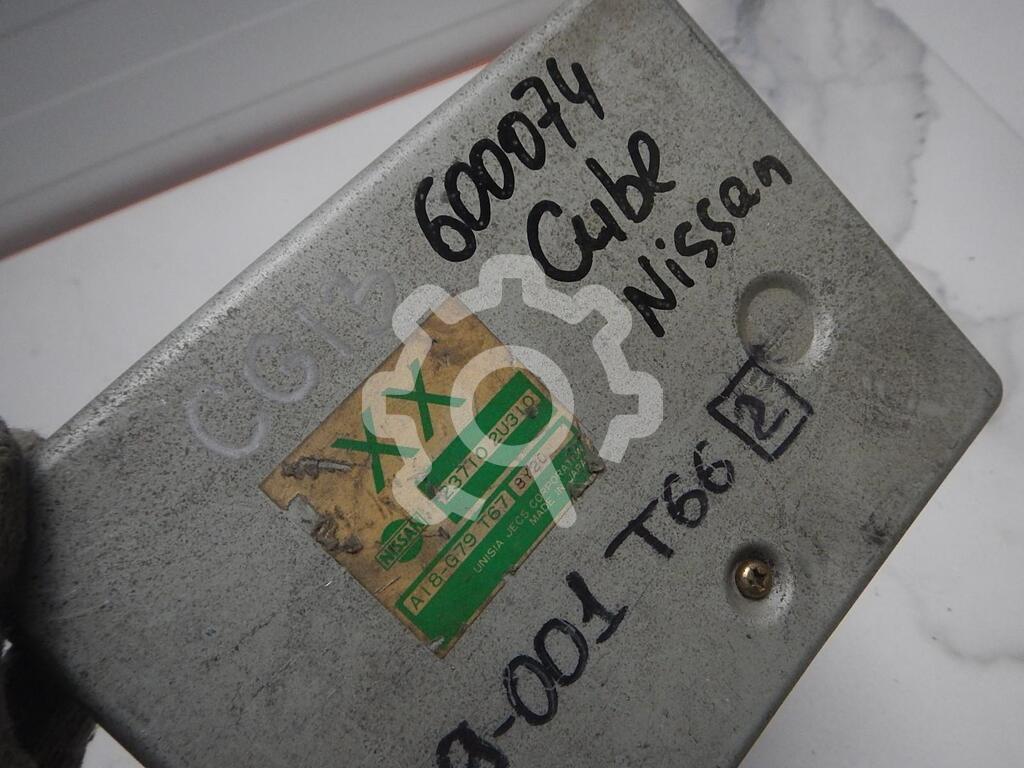 600074
Cube
Nissan
CG13
XX
23710 2U310
NISSAN
A18-G79 T67 8Y20
UNISIA JECS CORPORATION
MADE IN JAPAN
-001 T66 2